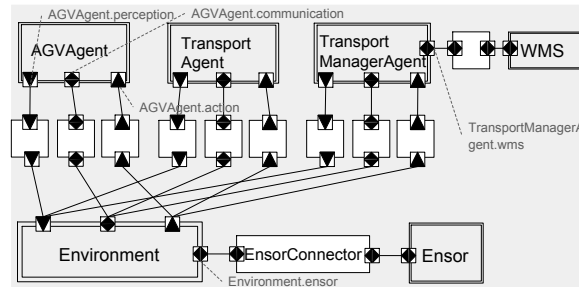 AGVAgent.perception
AGVAgent.communication
AGVAgent
Transport
Agent
Transport
ManagerAgent
WMS
AGVAgent.action
TransportManagerA
gent.wms
Environment
EnsorConnector
Ensor
Environment.ensor